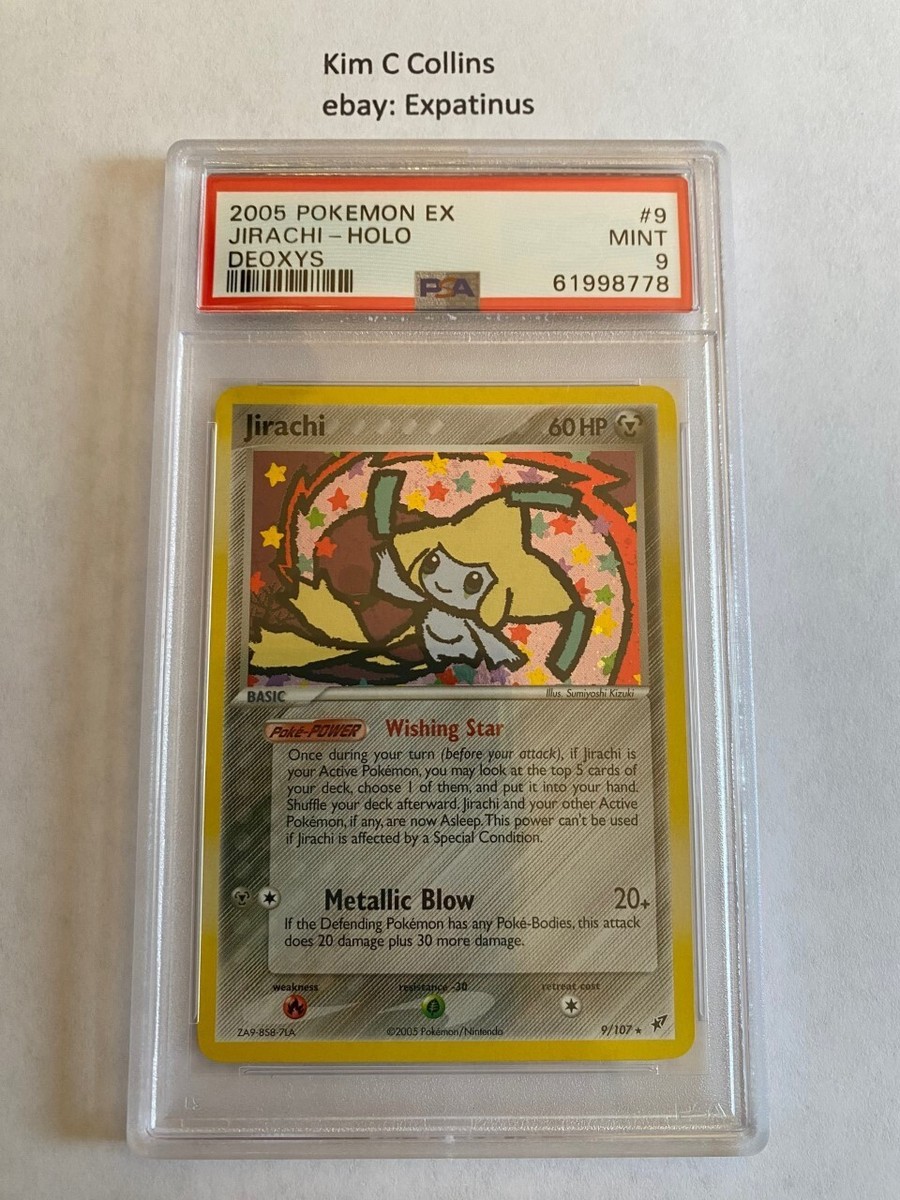 Kim C Collins
ebay: Expatinus
2005 POKEMON EX #9
JIRACHI - HOLO MINT
DEOXYS 9
PSA 61998778
Jirachi 60 HP
BASIC Illus. Sumiyoshi Kizuki
Poké-POWER Wishing Star
Once during your turn (before your attack), if Jirachi is
your Active Pokémon, you may look at the top 5 cards of
your deck, choose 1 of them, and put it into your hand.
Shuffle your deck afterward. Jirachi and your other Active
Pokémon, if any, are now Asleep. This power can't be used
if Jirachi is affected by a Special Condition.
Metallic Blow 20+
If the Defending Pokémon has any Poké-Bodies, this attack
does 20 damage plus 30 more damage.
weakness resistance -30 retreat cost
ZA9-8S8-7LA ©2005 Pokémon/Nintendo 9/107 ★